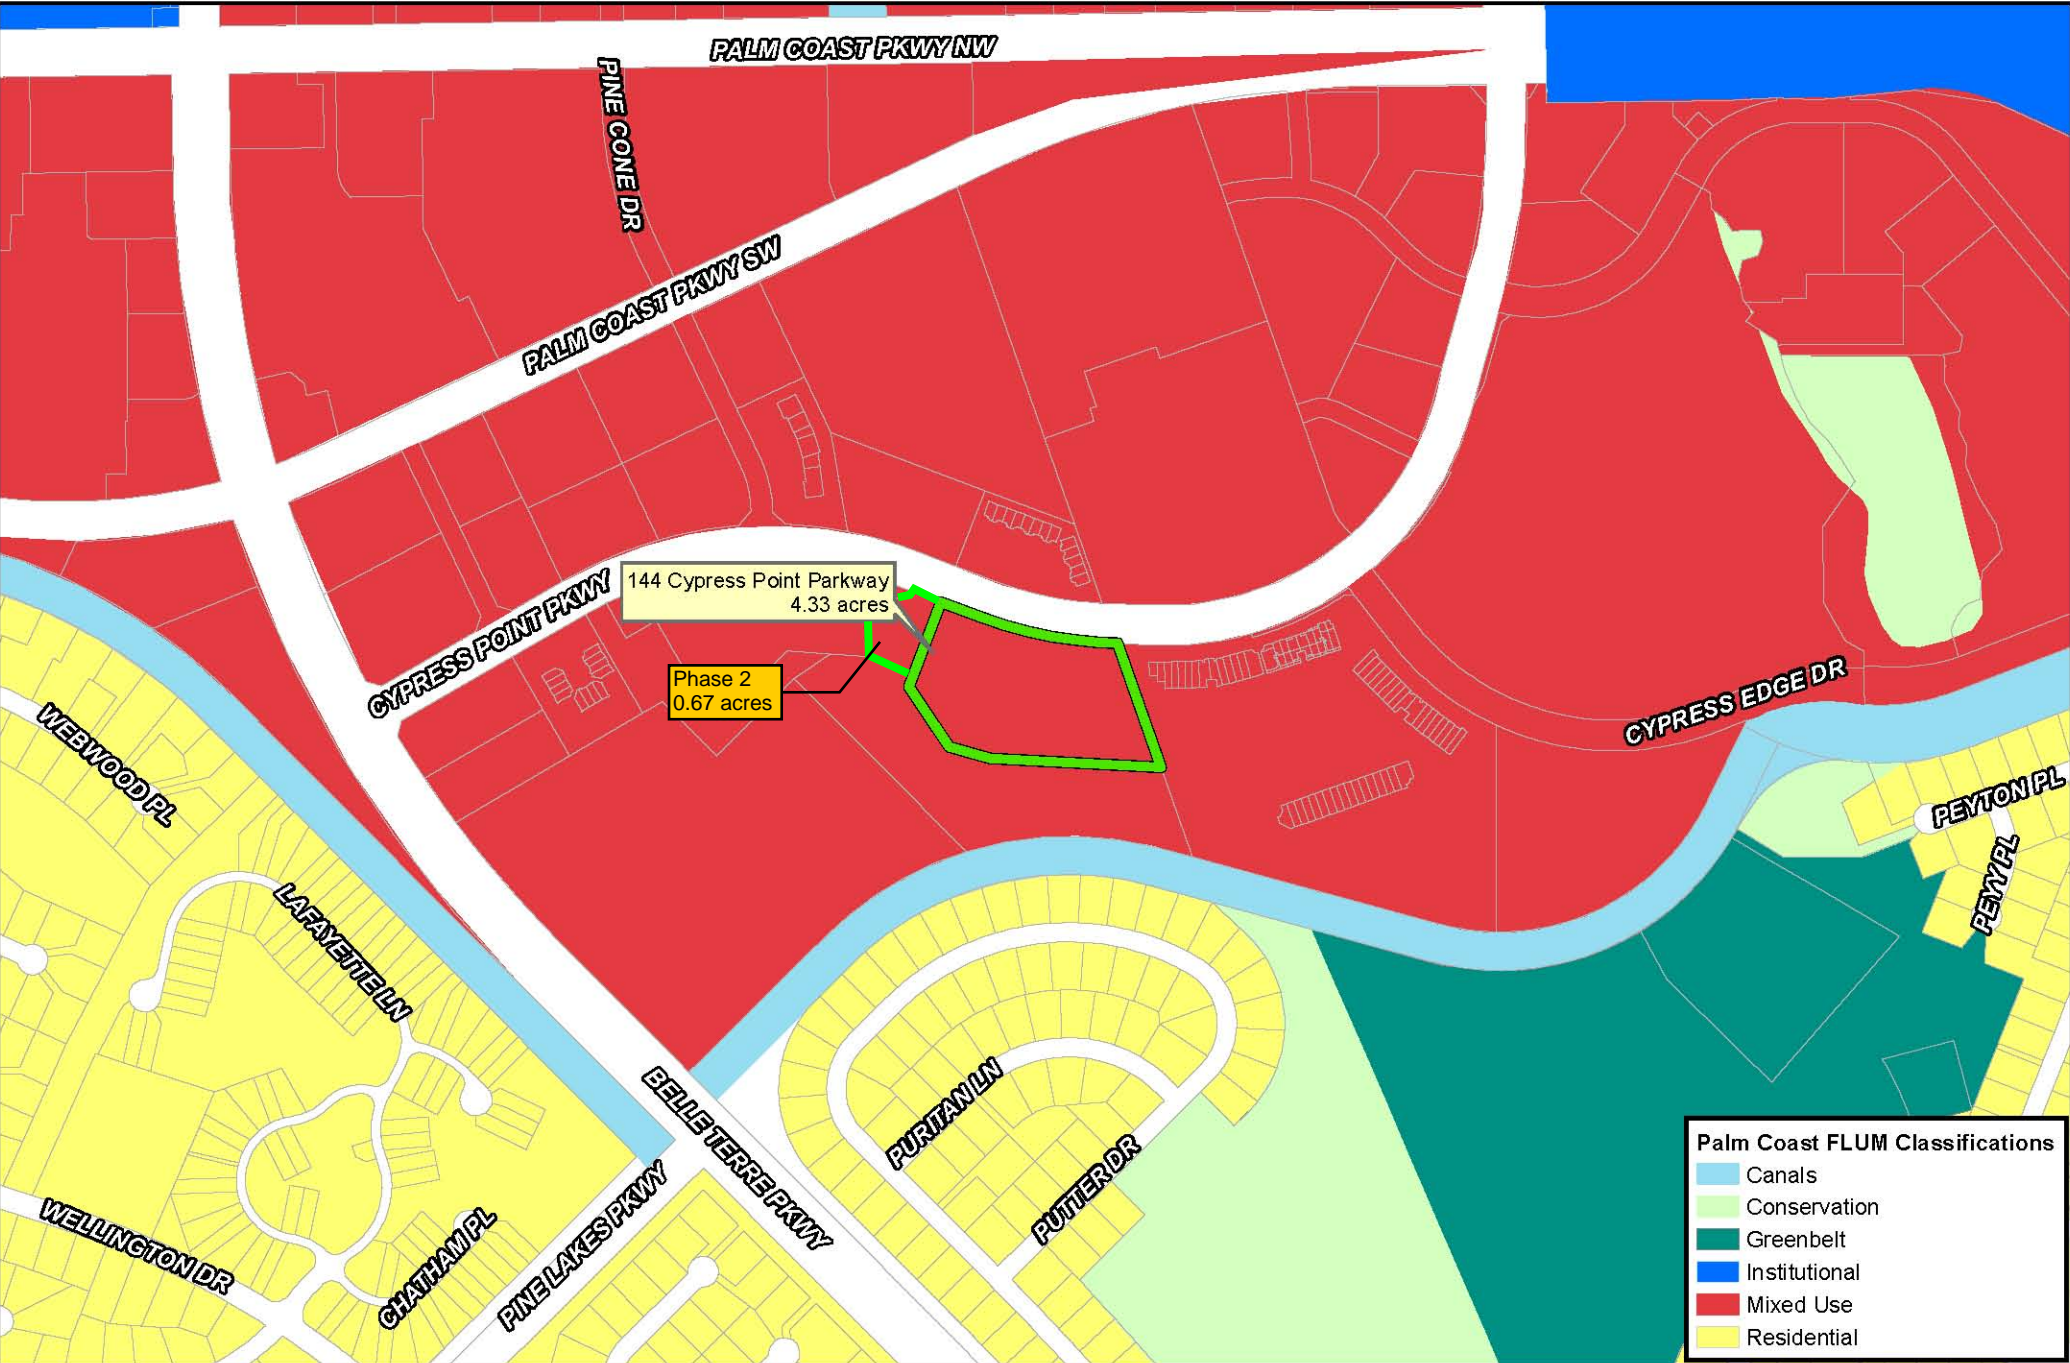 PALM COAST PKWY NW
PINE CONE DR
PALM COAST PKWY SW
144 Cypress Point Parkway
4.33 acres
CYPRESS POINT PKWY
Phase 2
0.67 acres
CYPRESS EDGE DR
WEBWOOD PL
PEYTON PL
PEVY PL
LAFAYETTE LN
BELLE TERRE PKWY
PURITAN LN
PUTTER DR
WELLINGTON DR
CHATHAM PL
PINE LAKES PKWY
Palm Coast FLUM Classifications
Canals
Conservation
Greenbelt
Institutional
Mixed Use
Residential